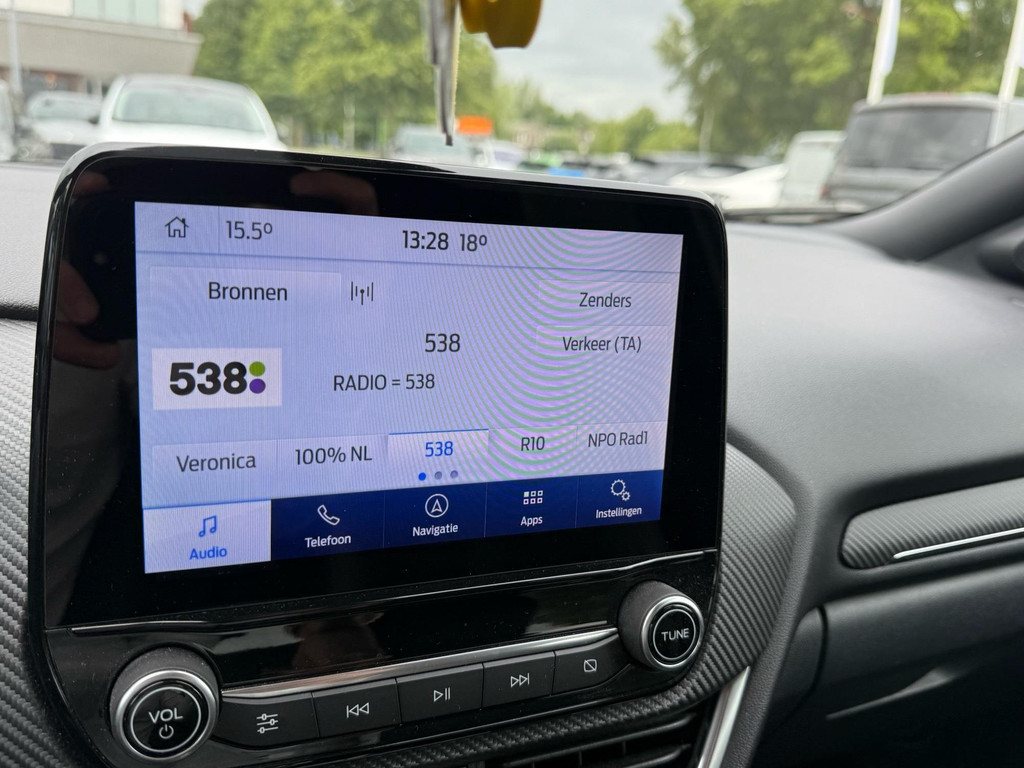 15.5°
13:28 18°
Bronnen
Zenders
538
Verkeer (TA)
538
RADIO = 538
Veronica
100% NL
538
R10
NPO Rad1
Audio
Telefoon
Navigatie
Apps
Instellingen
VOL
TUNE